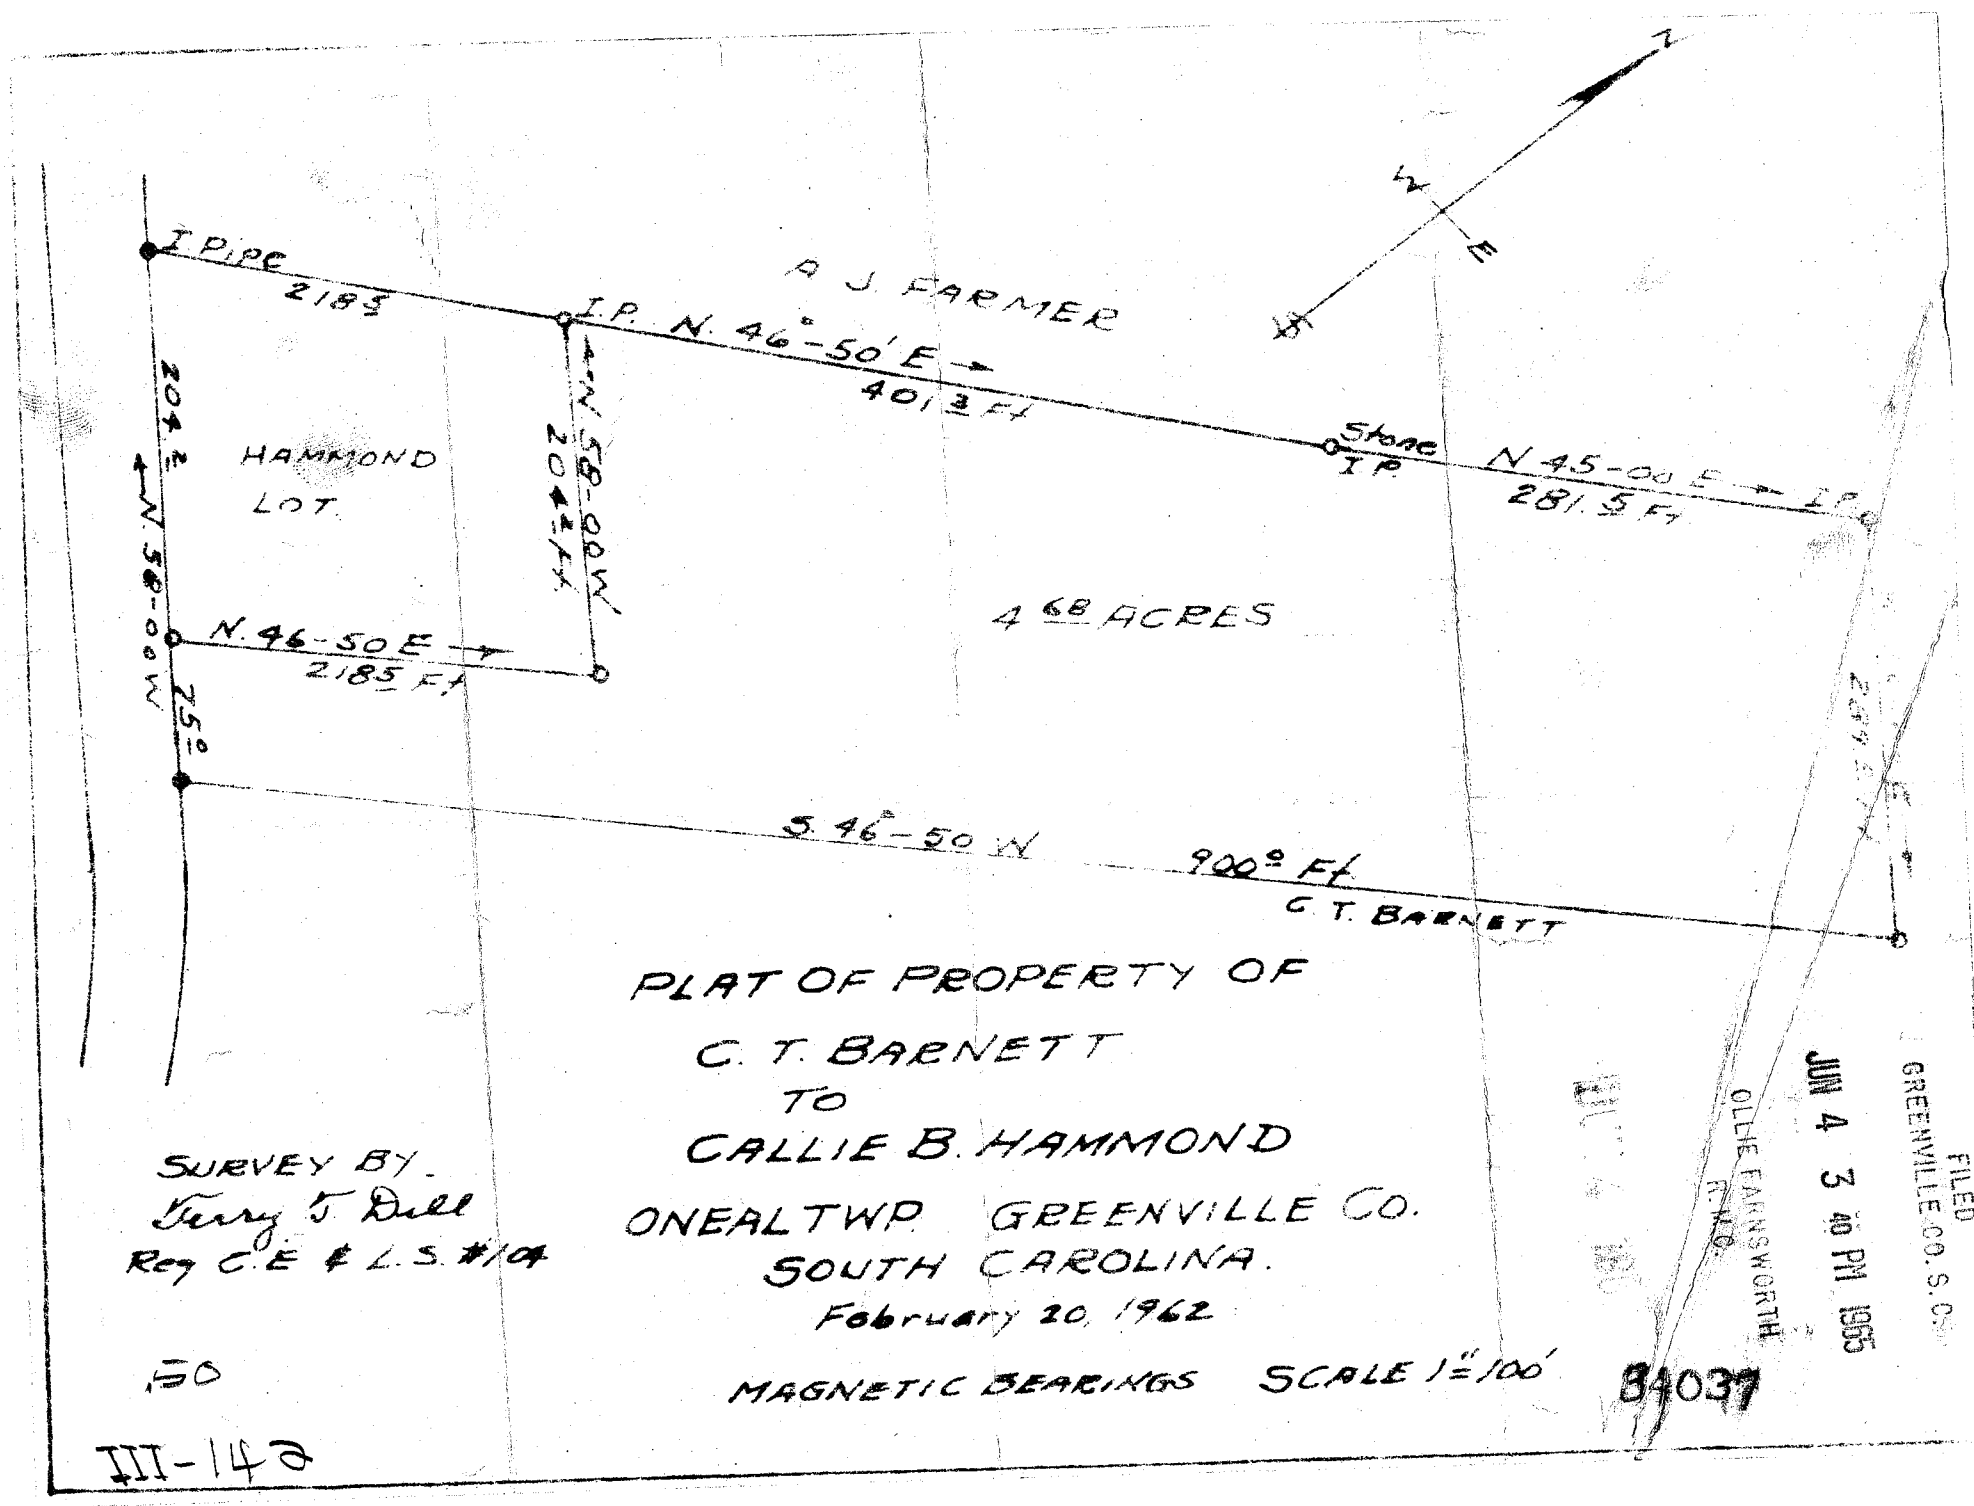 N
W
E
S
I PIPE
218 5
A J. FARMER
I.P. N. 46°-50' E →
401.3 Ft
Stone
I P.
N 45-00 E → I P.
281.5 Ft
204.2
← N. 58-00 W
HAMMOND
LOT.
← N 58-00 W
204 2 Ft.
4 68 ACRES
N. 46-50 E →
218 5 Ft
75 0
E →
S. 46°-50 W
900 0 Ft.
C. T. BARNETT
PLAT OF PROPERTY OF
C. T. BARNETT
TO
CALLIE B. HAMMOND
ONEAL TWP. GREENVILLE CO.
SOUTH CAROLINA.
February 20, 1962
MAGNETIC BEARINGS SCALE 1"=100'
SURVEY BY.
Terry T Dill
Reg C.E & L.S. #104
.50
III-142
FILED
GREENVILLE CO. S. C.
JUN 4 3 40 PM 1965
OLLIE FARNSWORTH
R.M.C.
84037